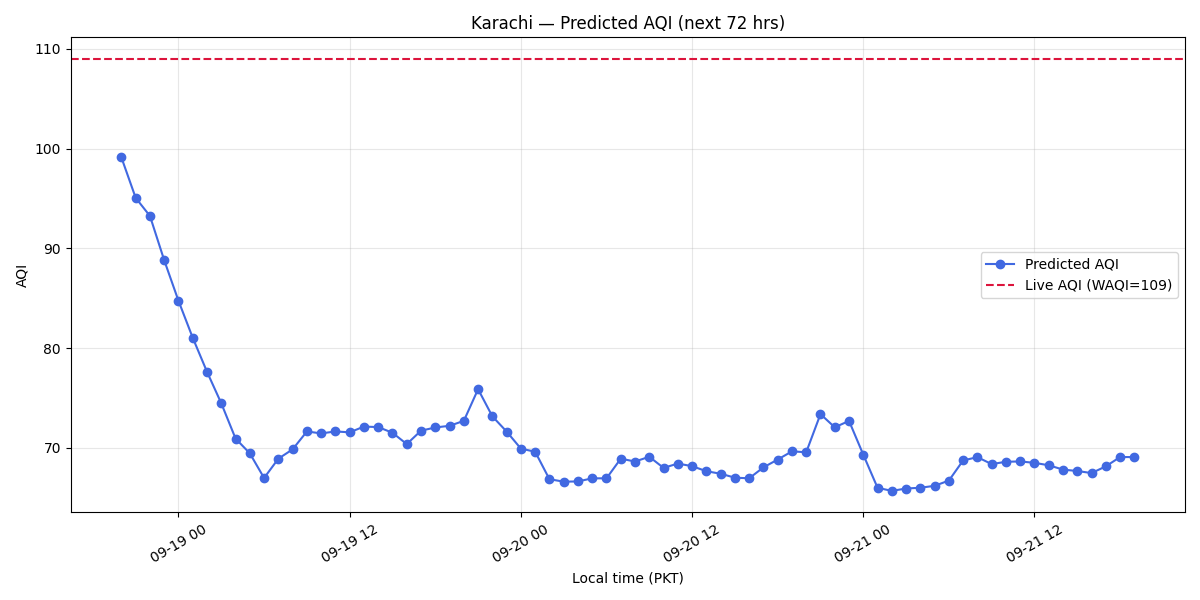 Karachi — Predicted AQI (next 72 hrs)
AQI
110
100
90
80
70
Predicted AQI
Live AQI (WAQI=109)
09-19 00
09-19 12
09-20 00
09-20 12
09-21 00
09-21 12
Local time (PKT)